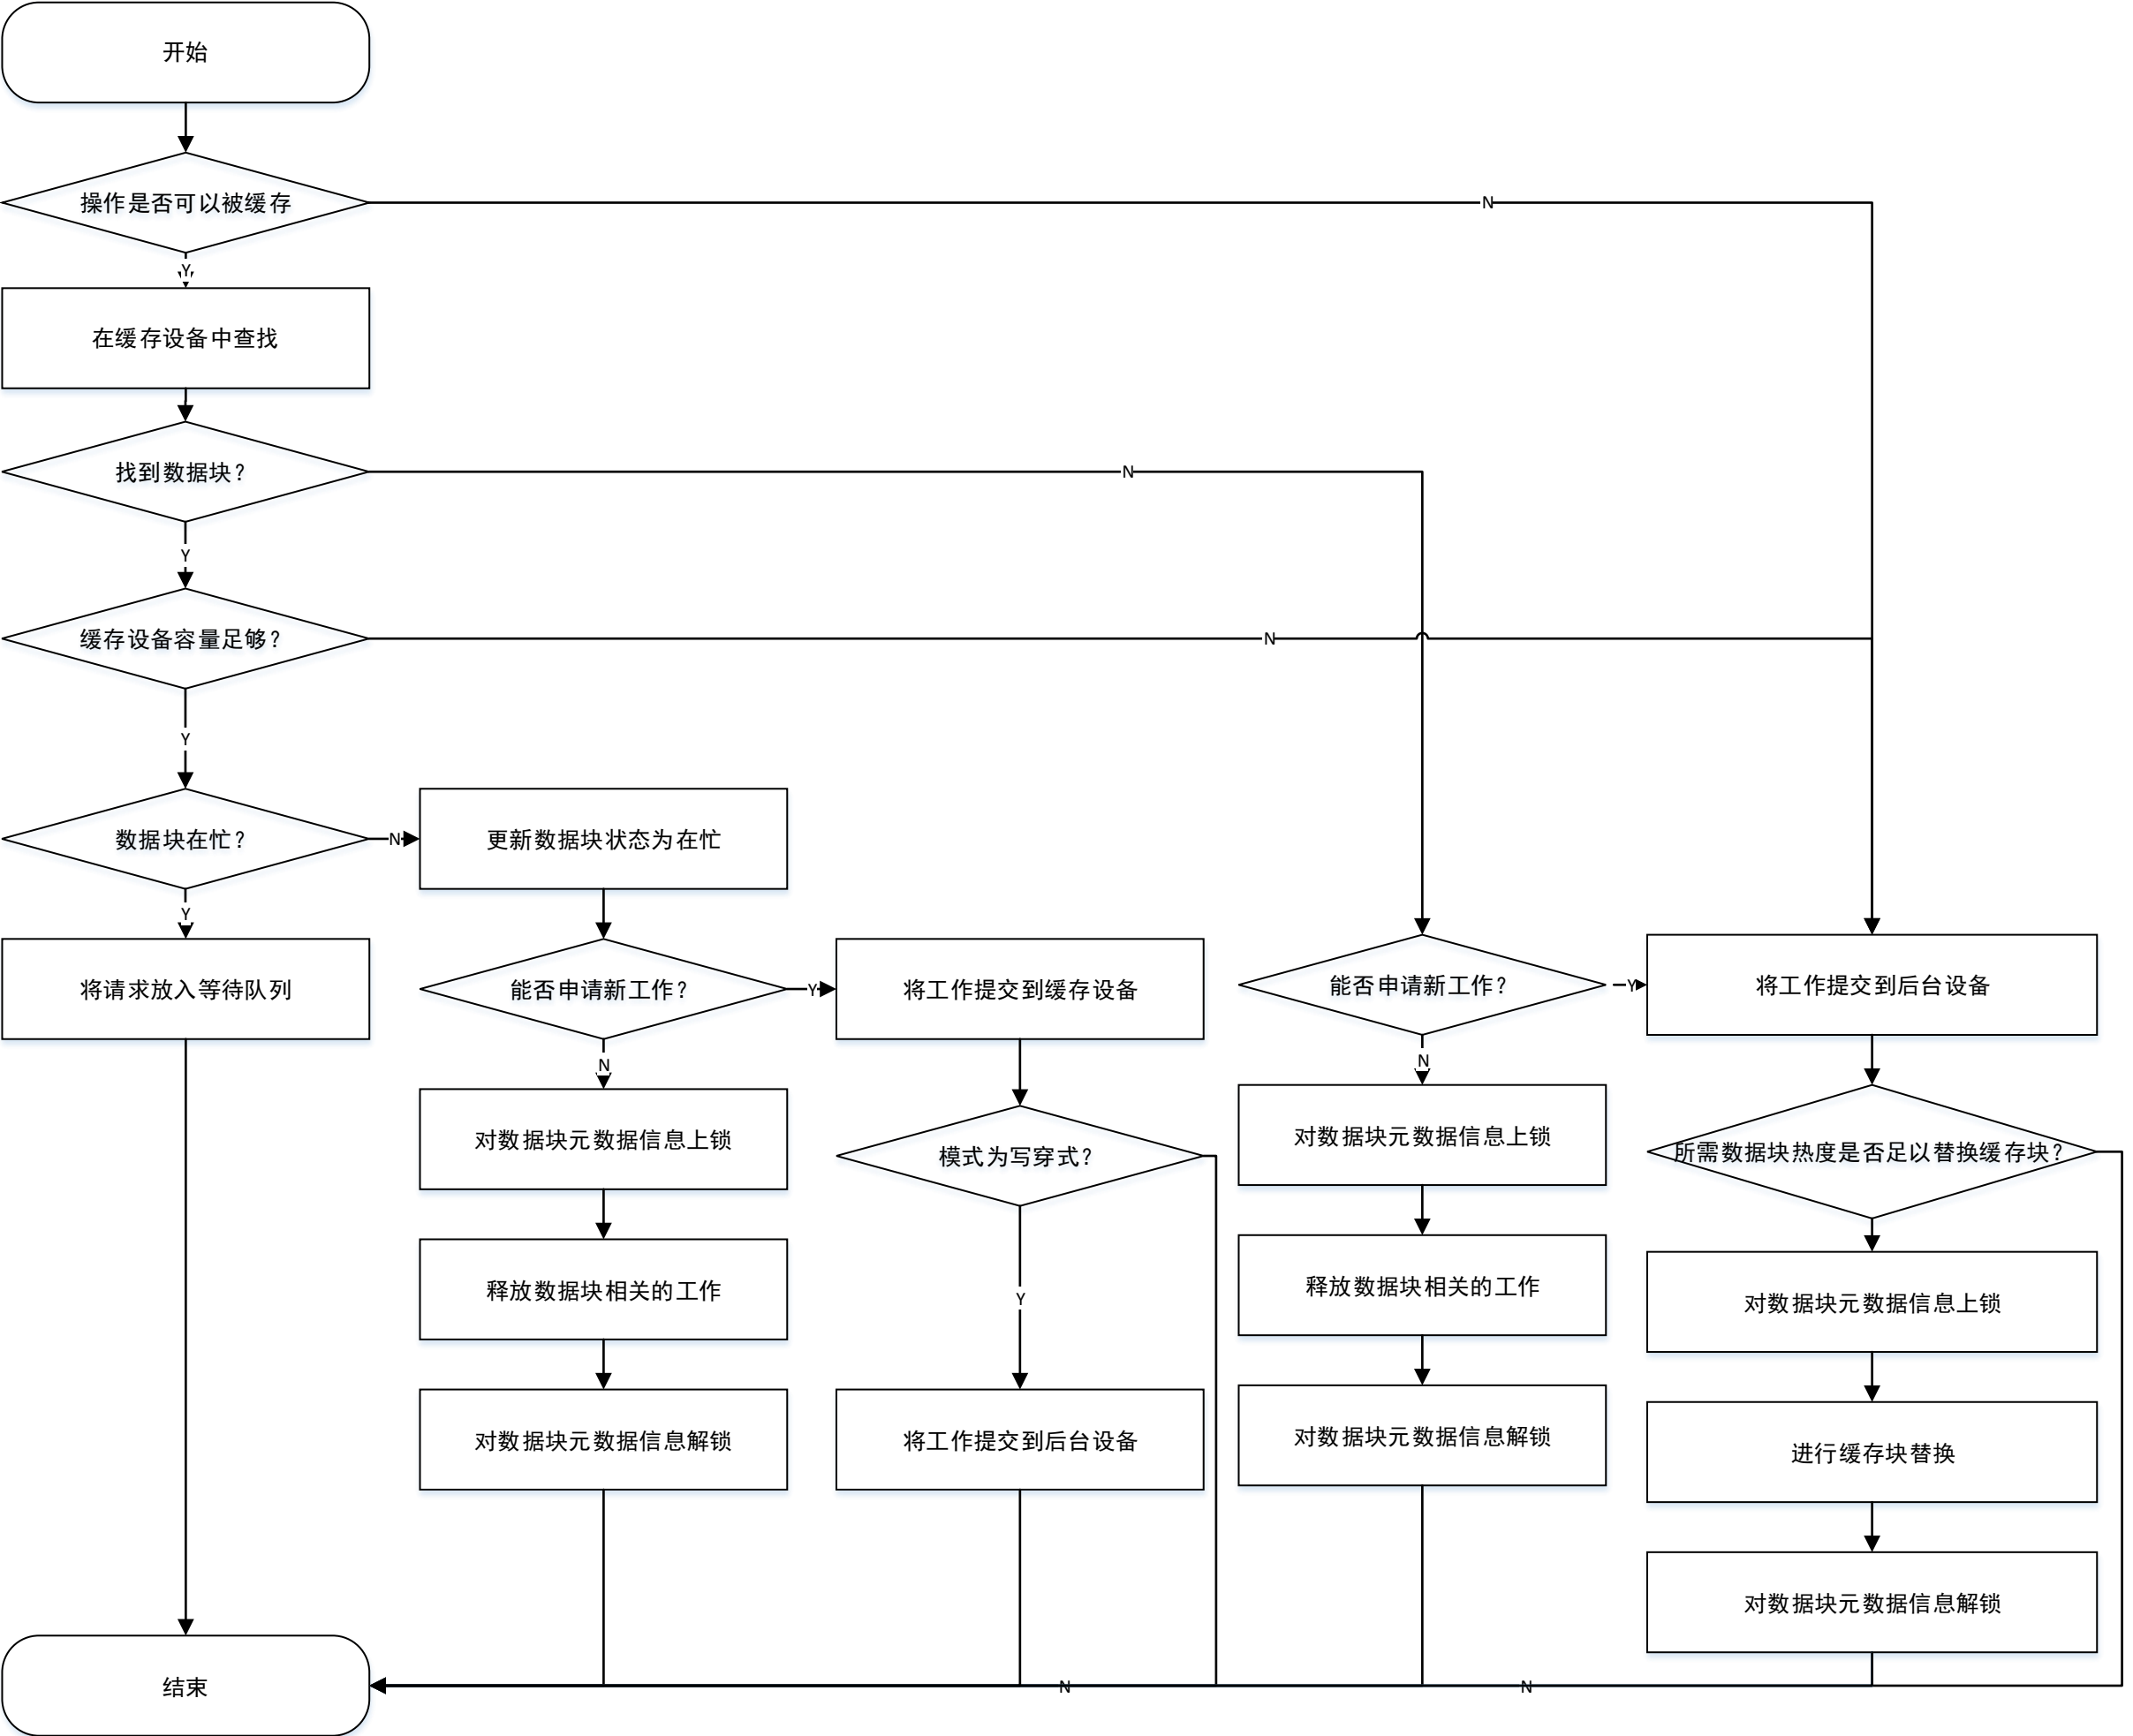 开始
操作是否可以被缓存
N
Y
在缓存设备中查找
找到数据块？
N
Y
缓存设备容量足够？
N
Y
数据块在忙？
N
更新数据块状态为在忙
Y
将请求放入等待队列
能否申请新工作？
Y
将工作提交到缓存设备
能否申请新工作？
Y
将工作提交到后台设备
N
N
对数据块元数据信息上锁
模式为写穿式？
对数据块元数据信息上锁
所需数据块热度是否足以替换缓存块？
释放数据块相关的工作
Y
释放数据块相关的工作
对数据块元数据信息上锁
对数据块元数据信息解锁
将工作提交到后台设备
对数据块元数据信息解锁
进行缓存块替换
对数据块元数据信息解锁
结束
N
N